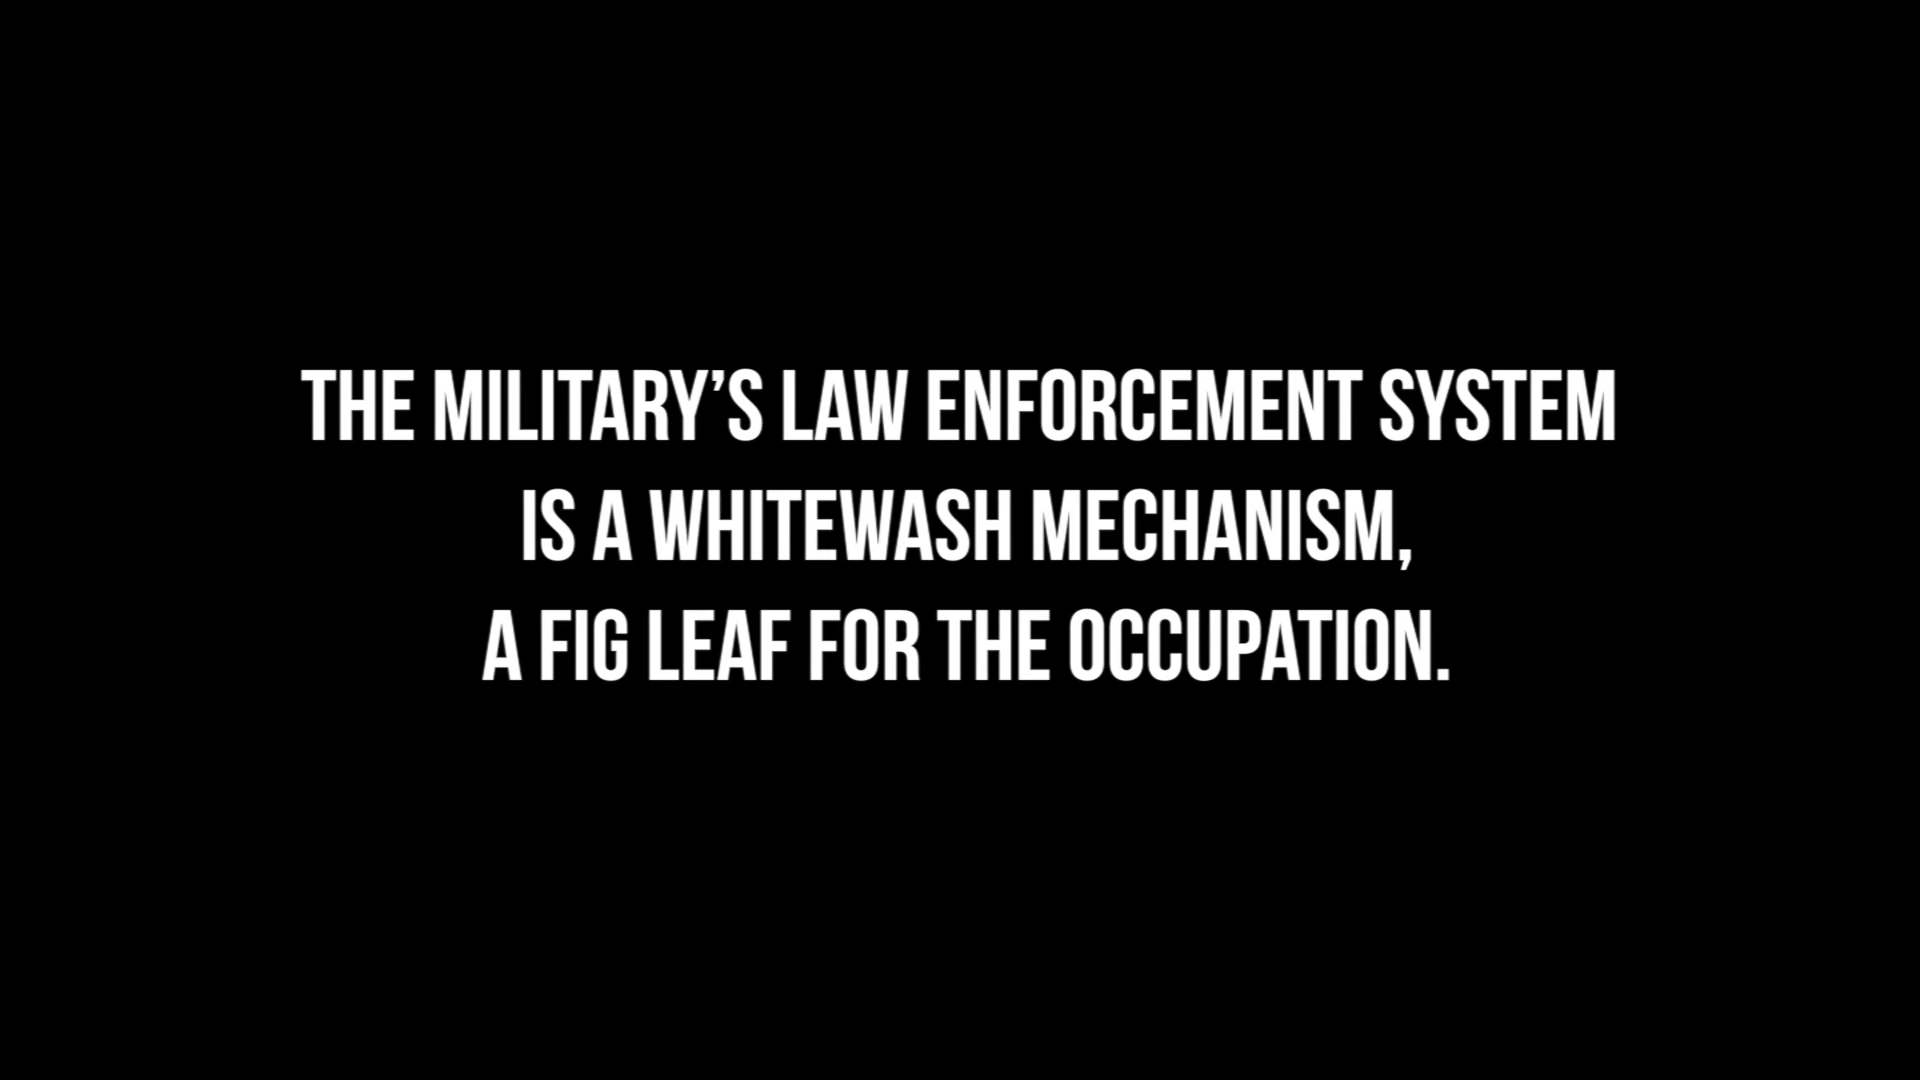 THE MILITARY’S LAW ENFORCEMENT SYSTEM
IS A WHITEWASH MECHANISM,
A FIG LEAF FOR THE OCCUPATION.